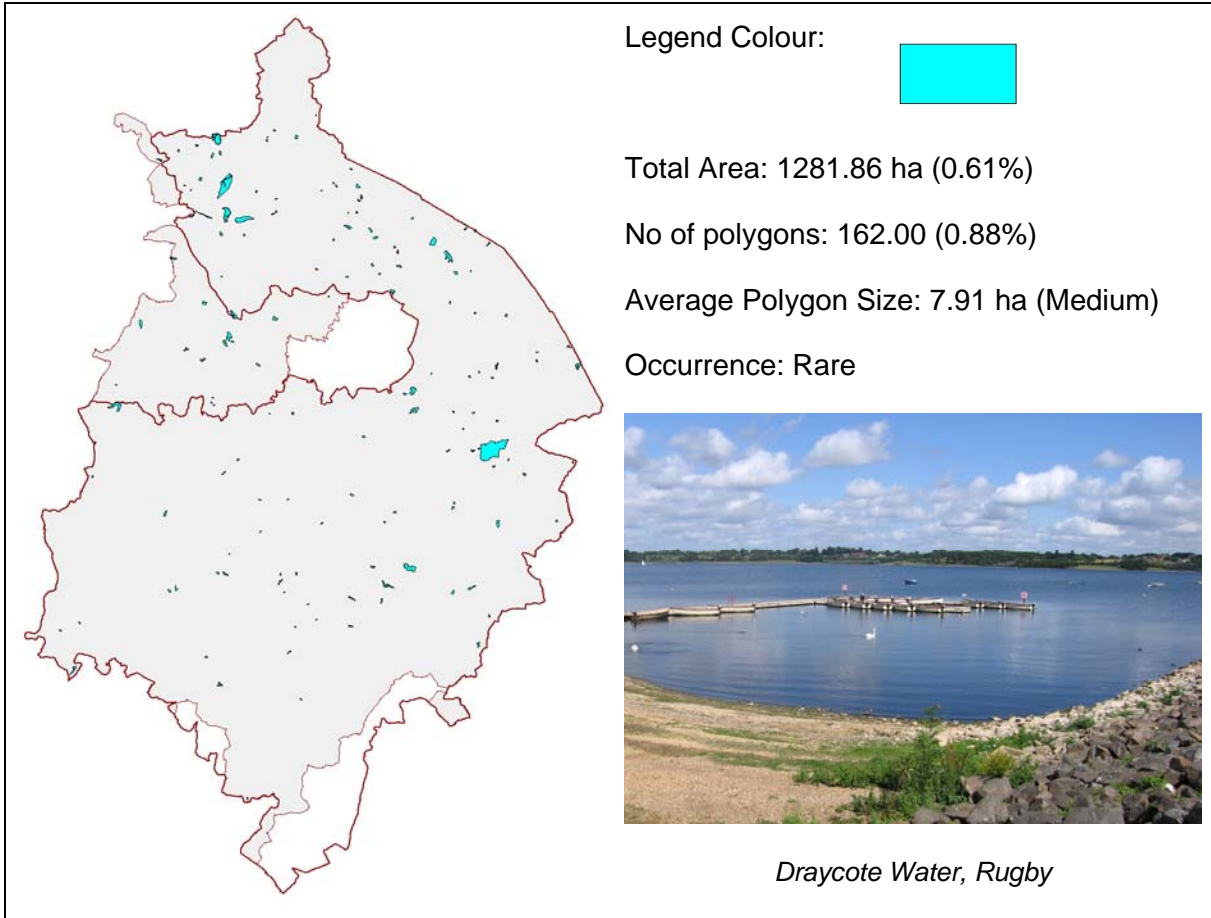 Legend Colour:
Total Area: 1281.86 ha (0.61%)
No of polygons: 162.00 (0.88%)
Average Polygon Size: 7.91 ha (Medium)
Occurrence: Rare
Draycote Water, Rugby